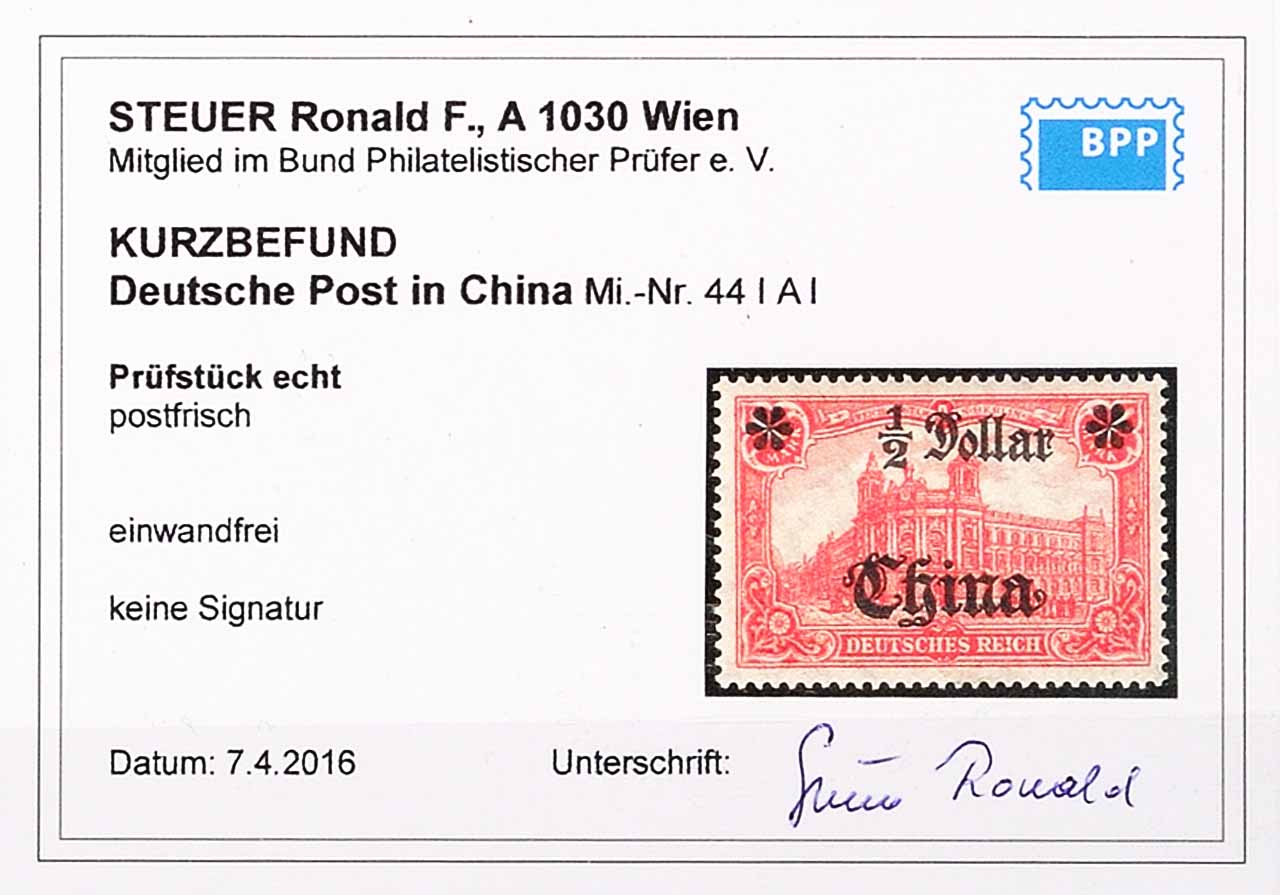 STEUER Ronald F., A 1030 Wien
Mitglied im Bund Philatelistischer Prüfer e. V.
BPP
KURZBEFUND
Deutsche Post in China Mi.-Nr. 44 I A I
Prüfstück echt
postfrisch
einwandfrei
keine Signatur
1/2 Dollar
China
DEUTSCHES REICH
Datum: 7.4.2016
Unterschrift:
Ronald